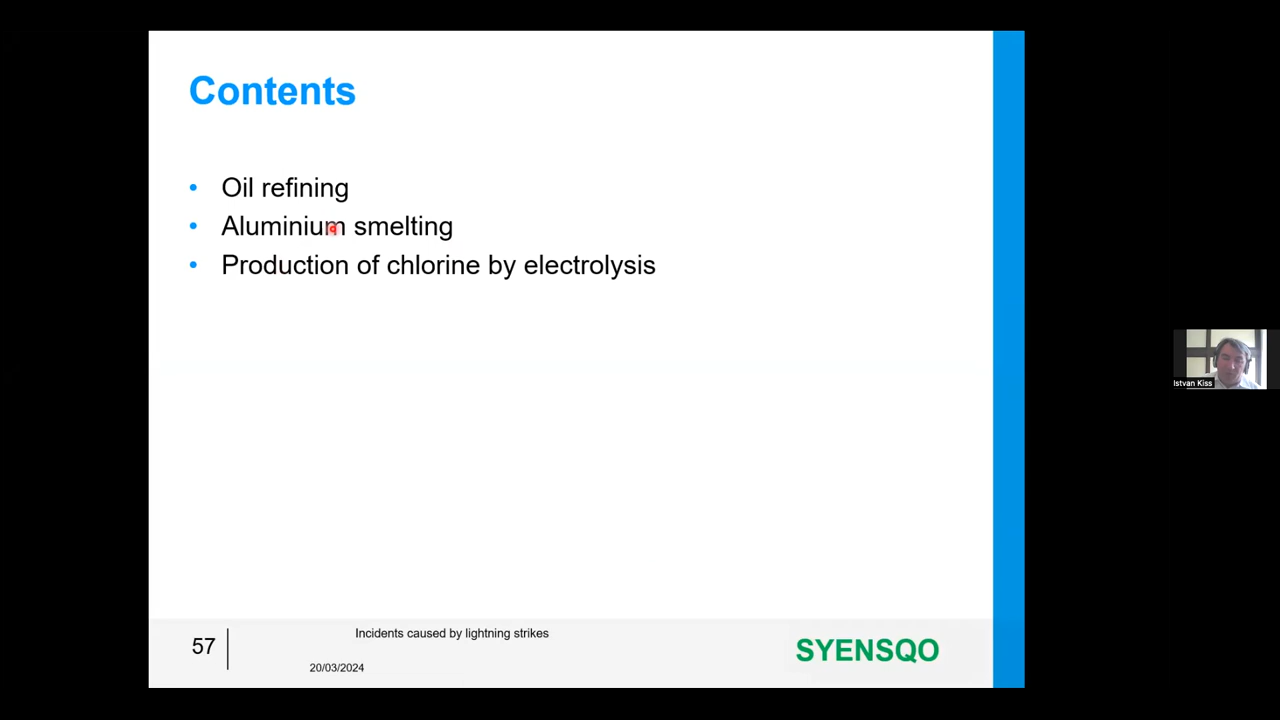 Contents
• Oil refining
• Aluminium smelting
• Production of chlorine by electrolysis
Istvan Kiss
57
Incidents caused by lightning strikes
20/03/2024
SYENSQO